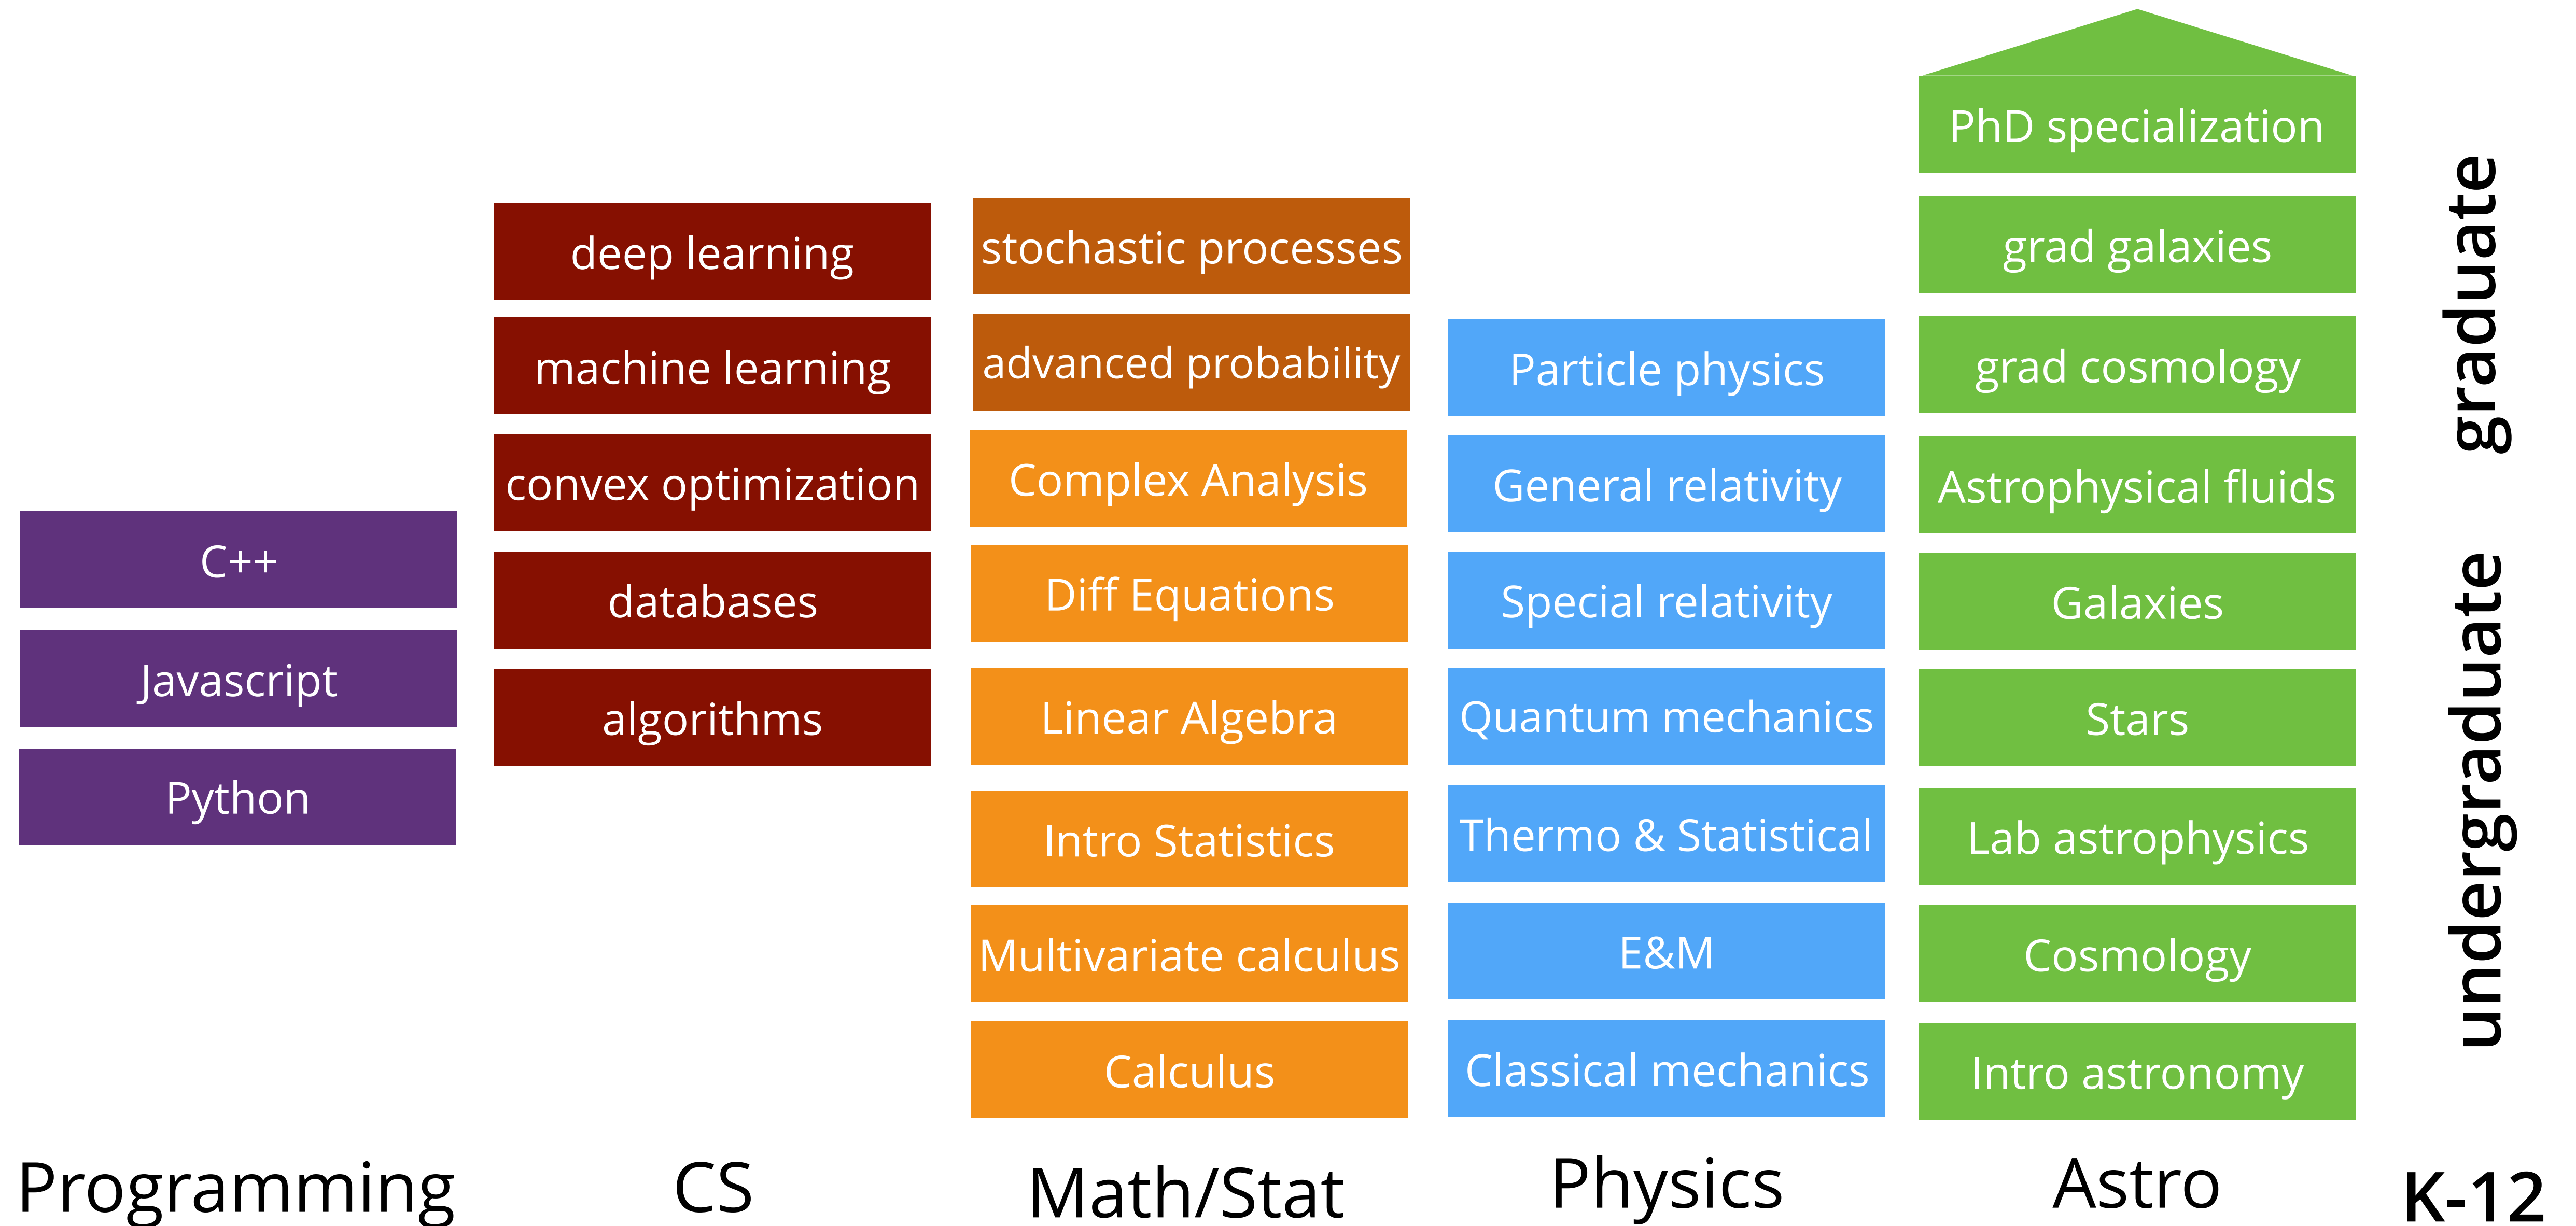 PhD specialization
grad galaxies
grad cosmology
Astrophysical fluids
Galaxies
Stars
Lab astrophysics
Cosmology
Intro astronomy
Astro
Particle physics
General relativity
Special relativity
Quantum mechanics
Thermo & Statistical
E&M
Classical mechanics
Physics
stochastic processes
advanced probability
Complex Analysis
Diff Equations
Linear Algebra
Intro Statistics
Multivariate calculus
Calculus
Math/Stat
deep learning
machine learning
convex optimization
databases
algorithms
CS
C++
Javascript
Python
Programming
graduate
undergraduate
K-12